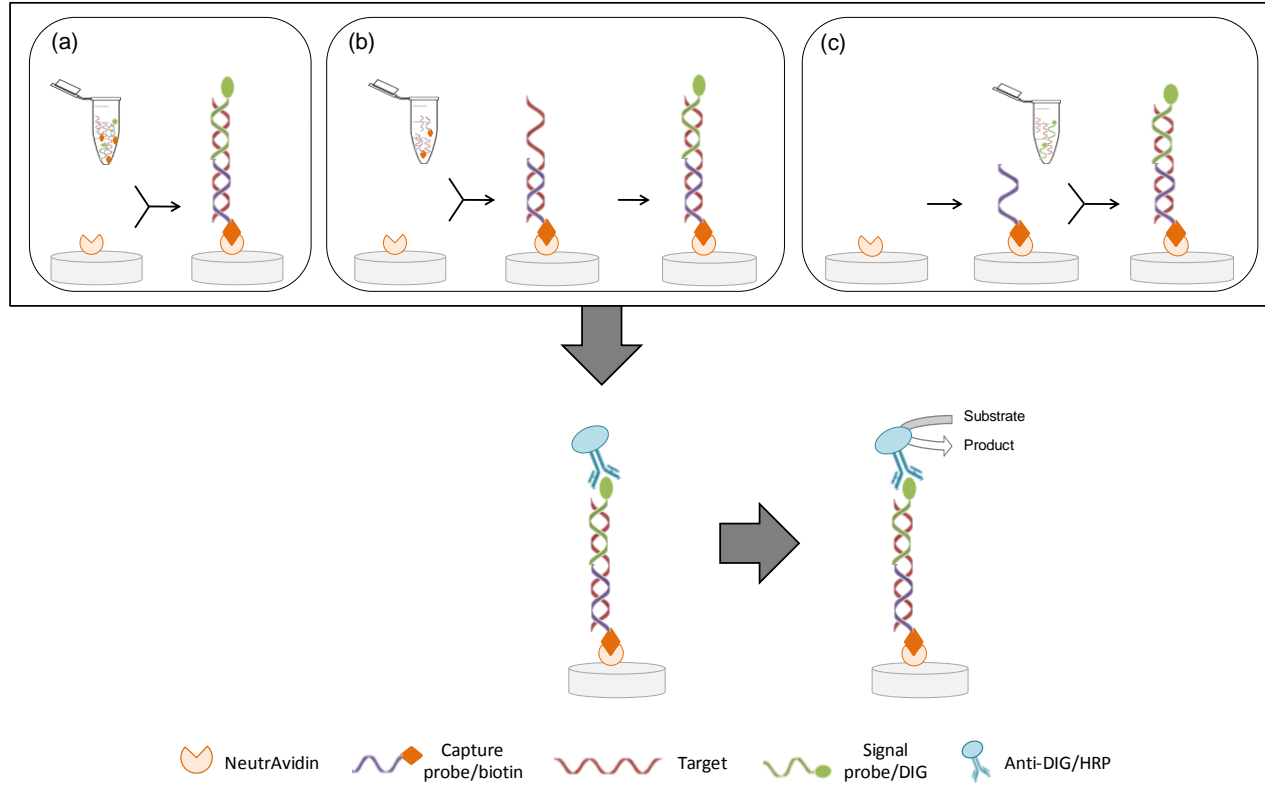 (a)
(b)
(c)
Substrate
Product
NeutrAvidin
Capture
probe/biotin
Target
Signal
probe/DIG
Anti-DIG/HRP